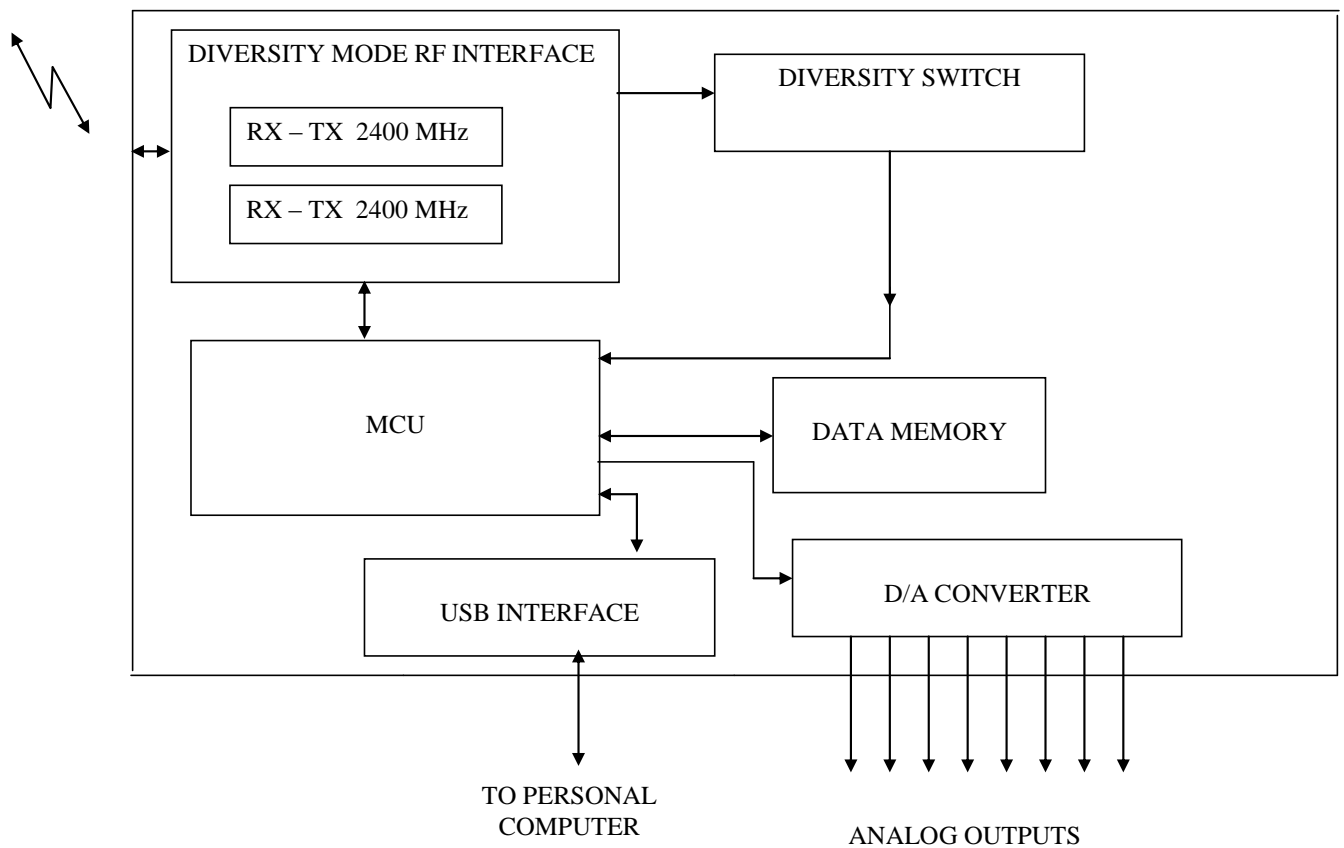 DIVERSITY MODE RF INTERFACE
RX – TX 2400 MHz
RX – TX 2400 MHz
DIVERSITY SWITCH
MCU
DATA MEMORY
USB INTERFACE
D/A CONVERTER
TO PERSONAL
COMPUTER
ANALOG OUTPUTS